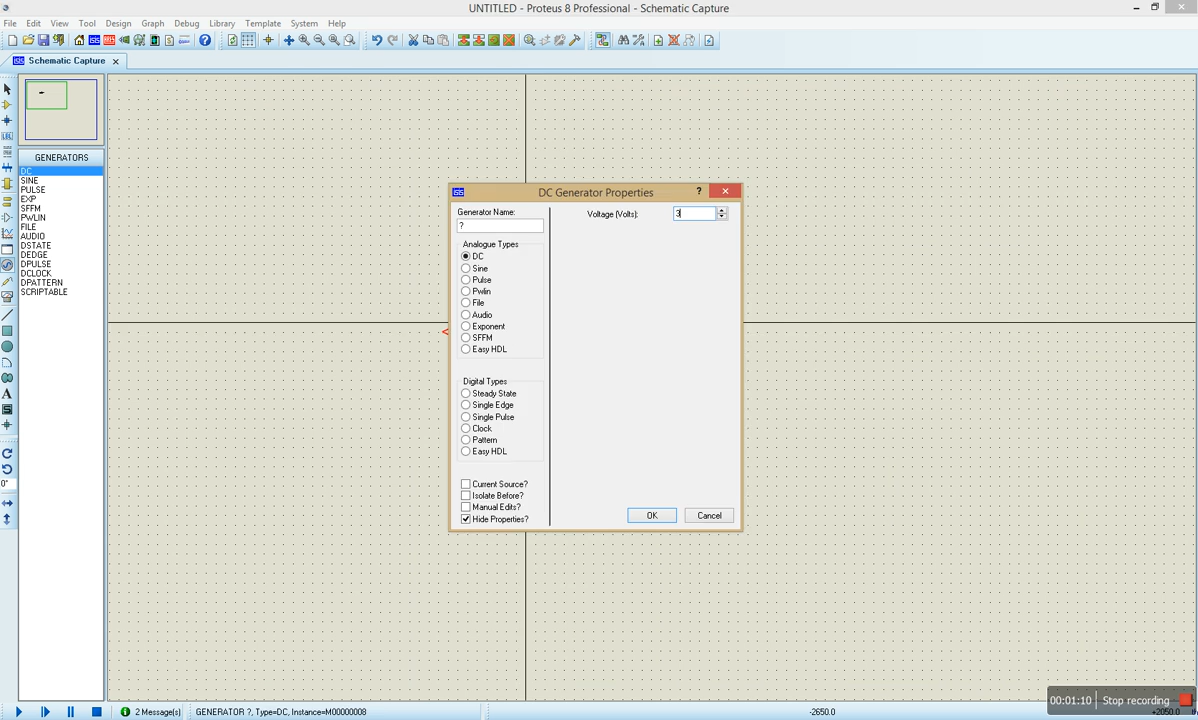 UNTITLED - Proteus 8 Professional - Schematic Capture
File Edit View Tool Design Graph Debug Library Template System Help
Schematic Capture
GENERATORS
DC
SINE
PULSE
EXP
SFFM
PWLIN
FILE
AUDIO
DSTATE
DEDGE
DPULSE
DCLOCK
DPATTERN
SCRIPTABLE
0°
DC Generator Properties
Generator Name:
?
Analogue Types
DC
Sine
Pulse
Pwlin
File
Audio
Exponent
SFFM
Easy HDL
Digital Types
Steady State
Single Edge
Single Pulse
Clock
Pattern
Easy HDL
Current Source?
Isolate Before?
Manual Edits?
Hide Properties?
Voltage (Volts): 3
OK Cancel
00:01:10 Stop recording
2 Message(s) GENERATOR ?, Type=DC, Instance=M00000008 -2650.0 +2050.0